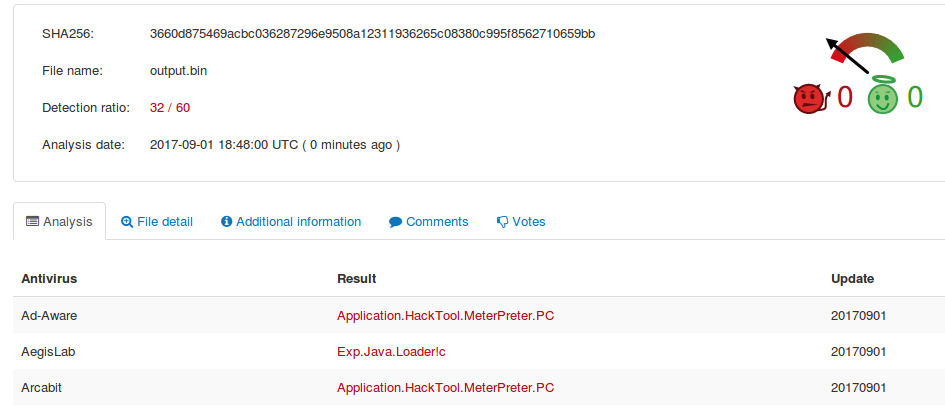 SHA256: 3660d875469acbc036287296e9508a12311936265c08380c995f8562710659bb
File name: output.bin
Detection ratio: 32 / 60
0 0
Analysis date: 2017-09-01 18:48:00 UTC ( 0 minutes ago )
Analysis File detail Additional information Comments Votes
Antivirus Result Update
Ad-Aware Application.HackTool.MeterPreter.PC 20170901
AegisLab Exp.Java.Loader!c 20170901
Arcabit Application.HackTool.MeterPreter.PC 20170901